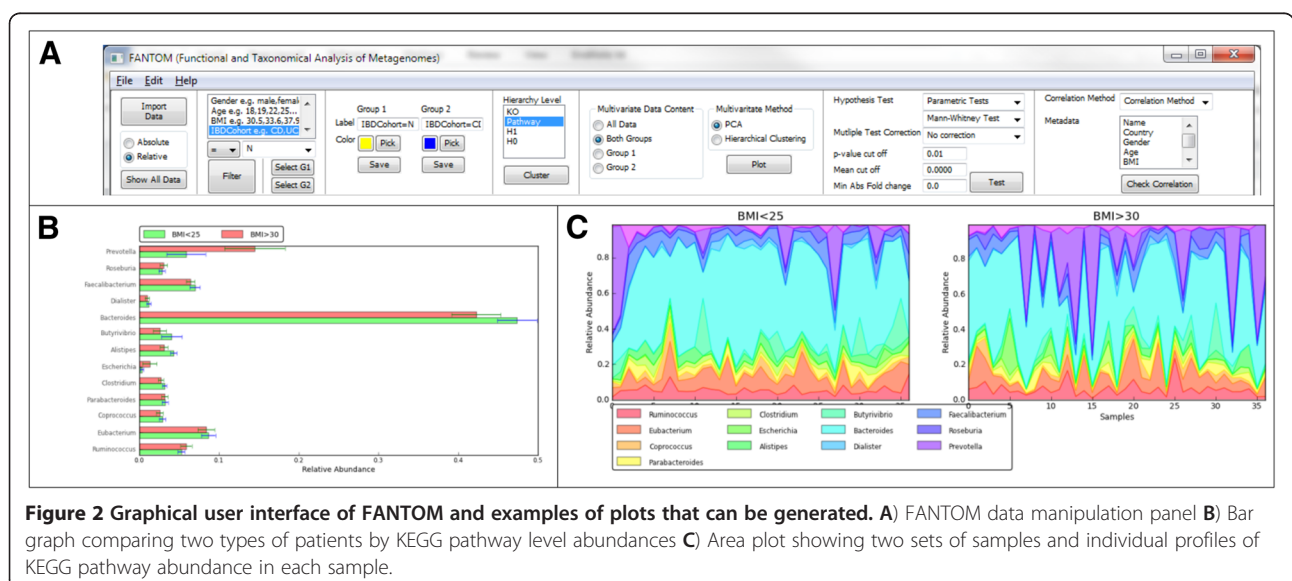 A
FANTOM (Functional and Taxonomical Analysis of Metagenomes)
File Edit Help
Import Data
Absolute
Relative
Show All Data
Gender e.g. male,femal
Age e.g. 18,19,22,25...
BMI e.g. 30.5,33.6,37.9
IBDCohort e.g. CD,UC
= N
Filter
Select G1
Select G2
Group 1 Group 2
Label IBDCohort=N IBDCohort=CI
Color Pick Pick
Save Save
Hierarchy Level
KO
Pathway
H1
H0
Cluster
Multivariate Data Content
All Data
Both Groups
Group 1
Group 2
Multivaritate Method
PCA
Hierarchical Clustering
Plot
Hypothesis Test Parametric Tests
Mann-Whitney Test
Mutliple Test Correction No correction
p-value cut off 0.01
Mean cut off 0.0000
Min Abs Fold change 0.0
Test
Correlation Method Correlation Method
Metadata
Name
Country
Gender
Age
BMI
Check Correlation
B
BMI<25 BMI>30
Prevotella
Roseburia
Faecalibacterium
Dialister
Bacteroides
Butyrivibrio
Alistipes
Escherichia
Clostridium
Parabacteroides
Coprococcus
Eubacterium
Ruminococcus
0.0 0.1 0.2 0.3 0.4 0.5
Relative Abundance
C
BMI<25
Relative Abundance
0.8
0.6
0.4
0.2
0.0
BMI>30
Relative Abundance
0.8
0.6
0.4
0.2
0.0
5 10 15 20 25 30 35
Samples
Ruminococcus Clostridium Butyrivibrio Faecalibacterium
Eubacterium Escherichia Bacteroides Roseburia
Coprococcus Alistipes Dialister Prevotella
Parabacteroides
Figure 2 Graphical user interface of FANTOM and examples of plots that can be generated. A) FANTOM data manipulation panel B) Bar
graph comparing two types of patients by KEGG pathway level abundances C) Area plot showing two sets of samples and individual profiles of
KEGG pathway abundance in each sample.